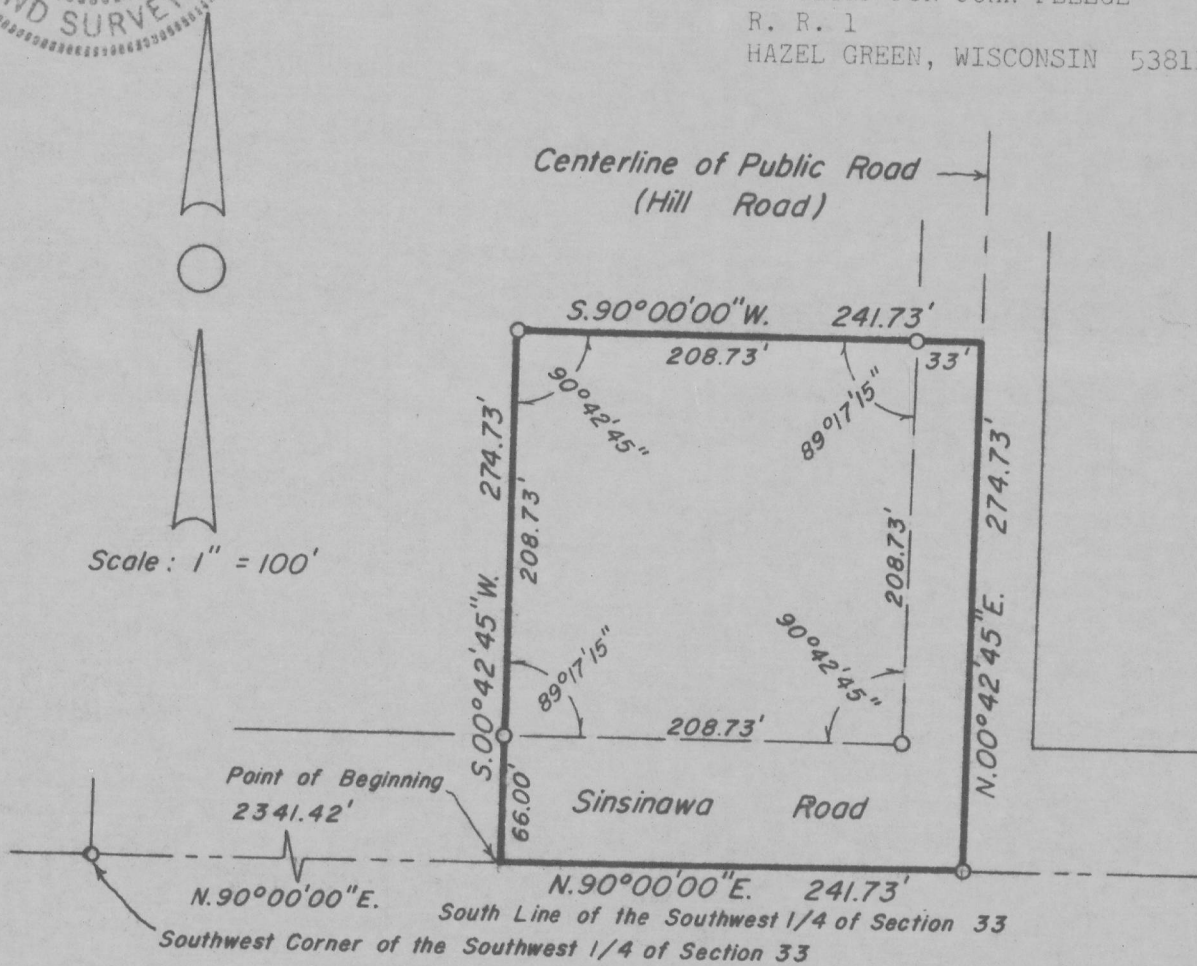 ND SURVE
R. R. 1
HAZEL GREEN, WISCONSIN 5381
Centerline of Public Road
(Hill Road)
S.90°00'00"W. 241.73'
208.73'
33'
90°42'45"
89°17'15"
274.73'
208.73'
S.00°42'45"W.
208.73'
274.73'
N.00°42'45"E.
Scale: 1" = 100'
89°17'15"
90°42'45"
208.73'
Point of Beginning
2341.42'
66.00'
Sinsinawa Road
N.90°00'00"E.
N.90°00'00"E. 241.73'
South Line of the Southwest 1/4 of Section 33
Southwest Corner of the Southwest 1/4 of Section 33